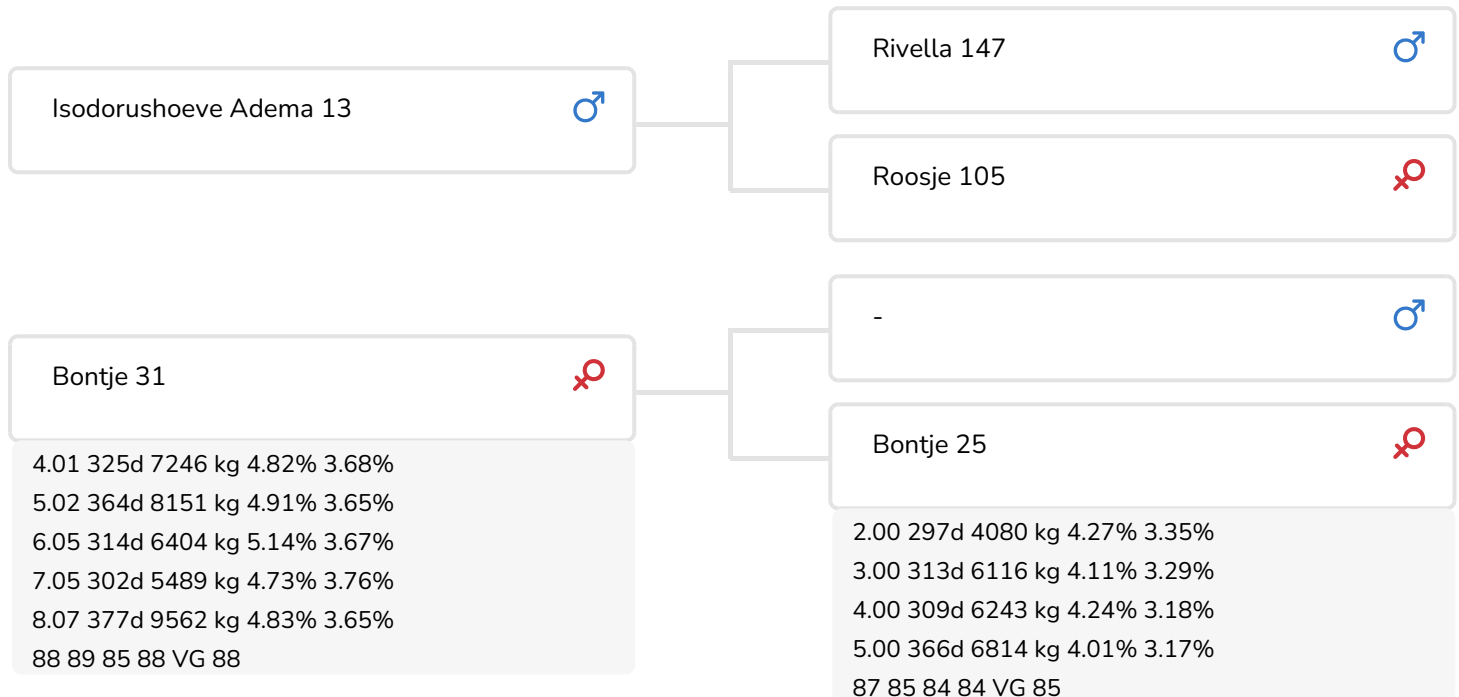 Isodorushoeve Adema 13
Rivella 147
Roosje 105
Bontje 31
4.01 325d 7246 kg 4.82% 3.68%
5.02 364d 8151 kg 4.91% 3.65%
6.05 314d 6404 kg 5.14% 3.67%
7.05 302d 5489 kg 4.73% 3.76%
8.07 377d 9562 kg 4.83% 3.65%
88 89 85 88 VG 88
-
Bontje 25
2.00 297d 4080 kg 4.27% 3.35%
3.00 313d 6116 kg 4.11% 3.29%
4.00 309d 6243 kg 4.24% 3.18%
5.00 366d 6814 kg 4.01% 3.17%
87 85 84 84 VG 85